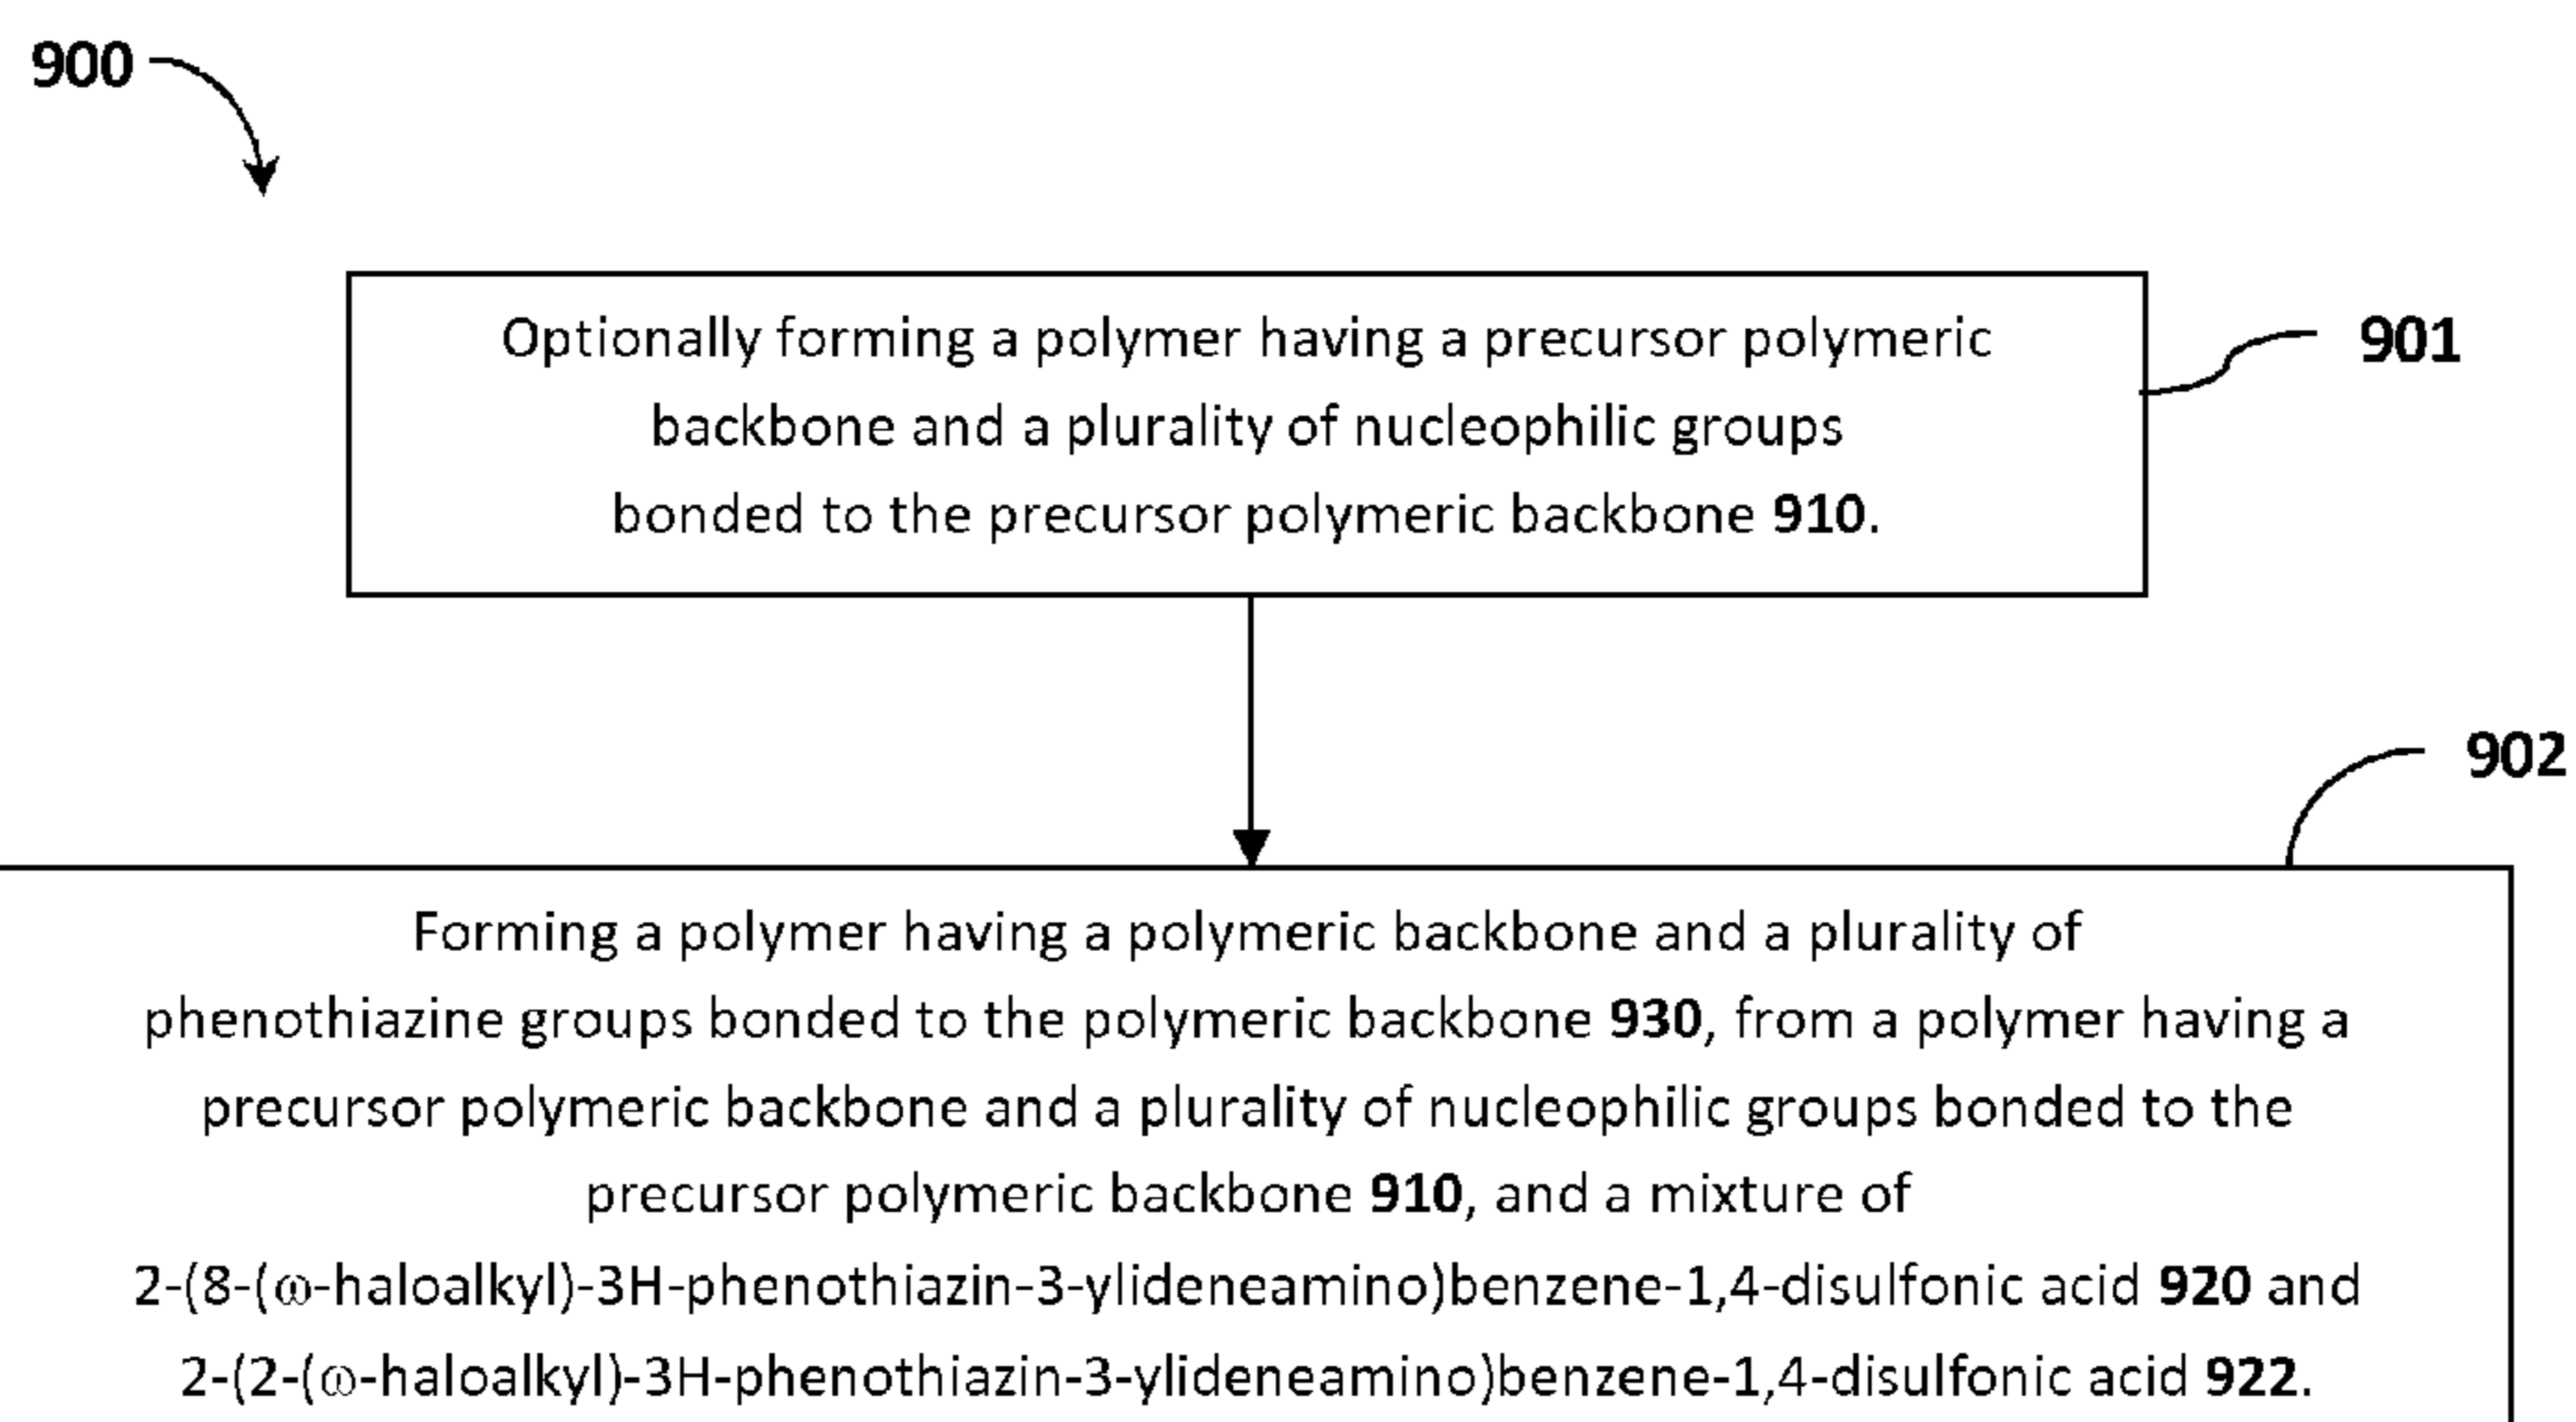 900
Optionally forming a polymer having a precursor polymeric
901
backbone and a plurality of nucleophilic groups
bonded to the precursor polymeric backbone 910.
902
Forming a polymer having a polymeric backbone and a plurality of
phenothiazine groups bonded to the polymeric backbone 930, from a polymer having a
precursor polymeric backbone and a plurality of nucleophilic groups bonded to the
precursor polymeric backbone 910, and a mixture of
2-(8-(ω-haloalkyl)-3H-phenothiazin-3-ylideneamino)benzene-1,4-disulfonic acid 920 and
2-(2-(ω-haloalkyl)-3H-phenothiazin-3-ylideneamino)benzene-1,4-disulfonic acid 922.